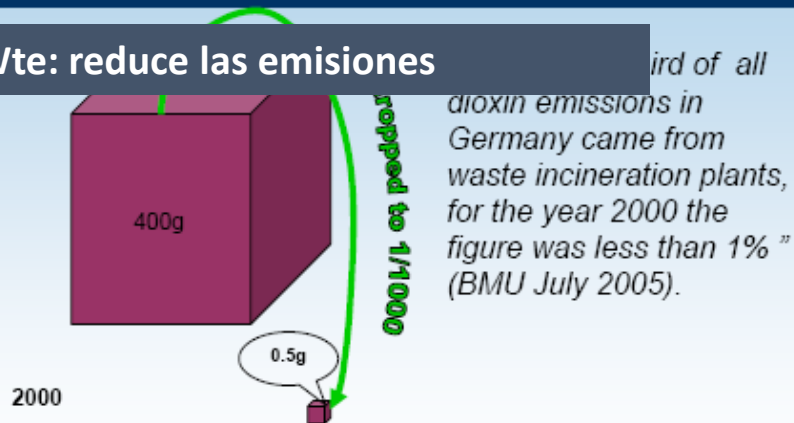 Wte: reduce las emisiones
ird of all
dioxin emissions in
Germany came from
waste incineration plants,
for the year 2000 the
figure was less than 1% ”
(BMU July 2005).
ropped to 1/1000
400g
0.5g
2000